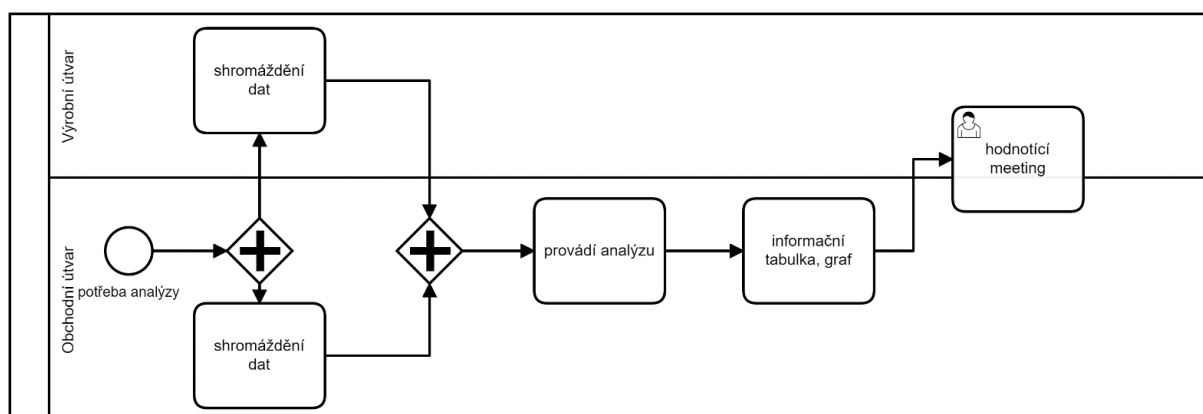 Výrobní útvar
shromáždění
dat
hodnotící
meeting
Obchodní útvar
potřeba analýzy
shromáždění
dat
provádí analýzu
informační
tabulka, graf